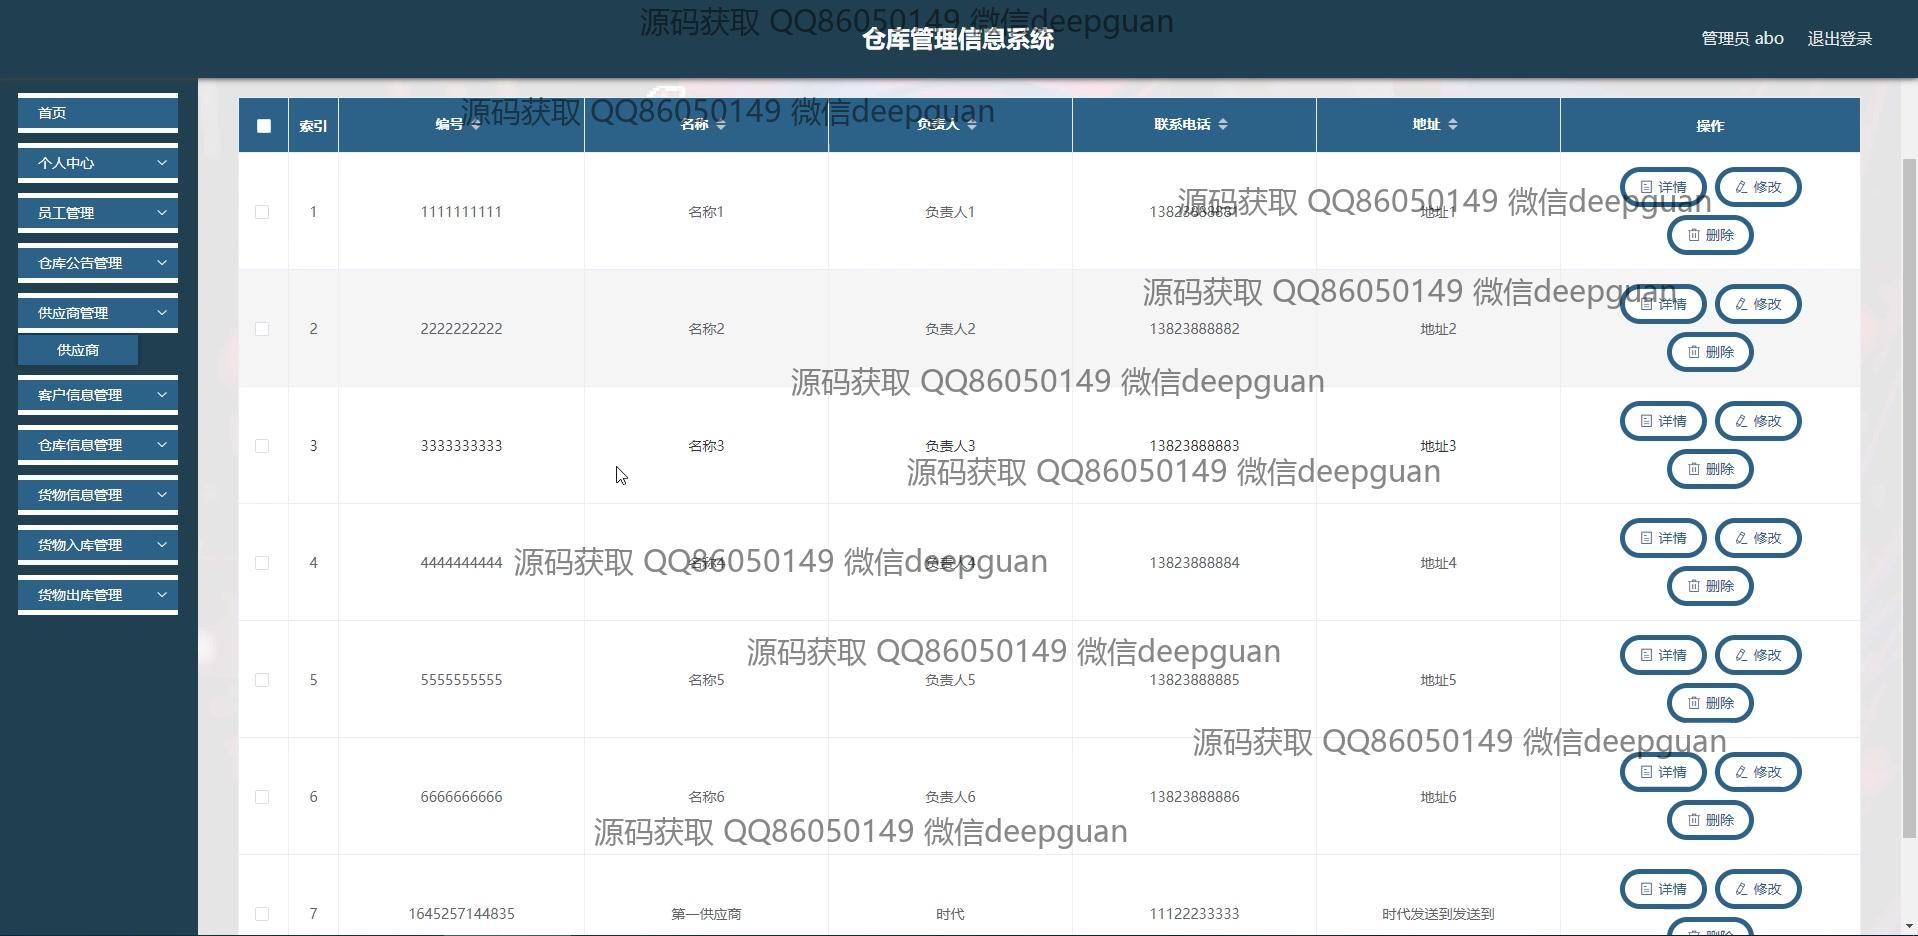 源码获取 QQ86050149 微信deepguan
仓库管理信息系统
管理员 abo 退出登录
首页
个人中心
员工管理
仓库公告管理
供应商管理
供应商
客户信息管理
仓库信息管理
货物信息管理
货物入库管理
货物出库管理
索引 编号 名称 负责人 联系电话 地址 操作
源码获取 QQ86050149 微信deepguan
1 1111111111 名称1 负责人1 13823888881 地址1 详情 修改
删除
源码获取 QQ86050149 微信deepguan
源码获取 QQ86050149 微信deepguan
2 2222222222 名称2 负责人2 13823888882 地址2 详情 修改
删除
源码获取 QQ86050149 微信deepguan
3 3333333333 名称3 负责人3 13823888883 地址3 详情 修改
删除
源码获取 QQ86050149 微信deepguan
4 4444444444 名称4 负责人4 13823888884 地址4 详情 修改
删除
源码获取 QQ86050149 微信deepguan
源码获取 QQ86050149 微信deepguan
5 5555555555 名称5 负责人5 13823888885 地址5 详情 修改
删除
源码获取 QQ86050149 微信deepguan
6 6666666666 名称6 负责人6 13823888886 地址6 详情 修改
删除
源码获取 QQ86050149 微信deepguan
7 1645257144835 第一供应商 时代 11122233333 时代发送到发送到 详情 修改
删除